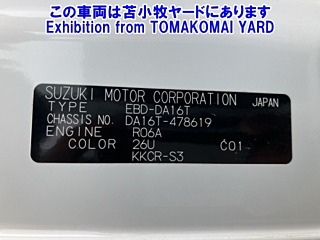 この車両は苫小牧ヤードにあります
Exhibition from TOMAKOMAI YARD
SUZUKI MOTOR CORPORATION JAPAN
TYPE EBD-DA16T
CHASSIS NO. DA16T-478619
ENGINE R06A
COLOR 26U C01
KKCR-S3